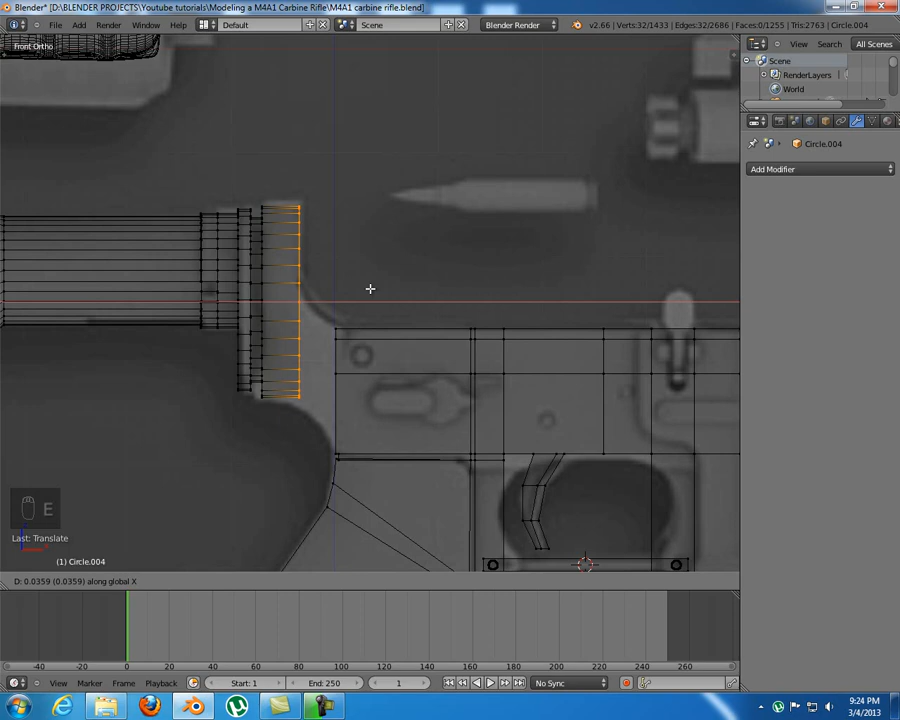 Blender* [D:\BLENDER PROJECTS\Youtube tutorials\Modeling a M4A1 Carbine Rifle\M4A1 carbine rifle.blend]
File Add Render Window Help Default Scene Blender Render v2.66 | Verts:32/1433 | Edges:32/2686 | Faces:0/1255 | Tris:2763 | Circle.004
Front Ortho
View Search All Scenes
Scene
RenderLayers
World
Circle.004
Add Modifier
E
Last: Translate
(1) Circle.004
D: 0.0359 (0.0359) along global X
-40 -20 0 20 40 60 80 100 120 140 160 180 200 220 240 260
View Marker Frame Playback Start: 1 End: 250 1 No Sync
9:24 PM
3/4/2013